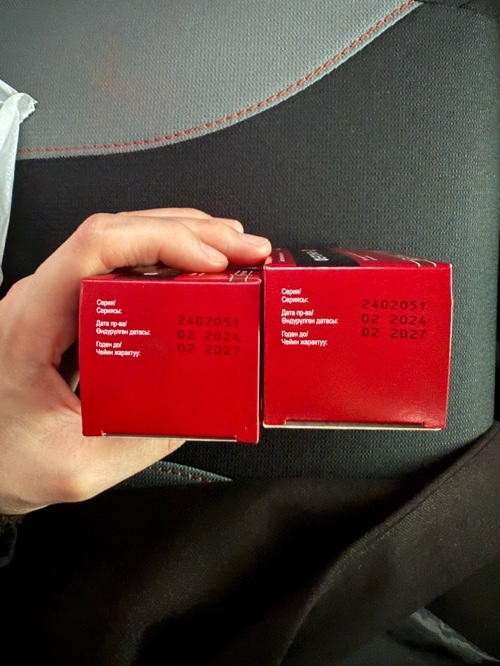 Серия/
Сериясы:
2402051
Дата пр-ва/
Өндүрүлгөн датасы:
02 2024
Годен до/
Чейин жарактуу:
02 2027
Серия/
Сериясы:
2402051
Дата пр-ва/
Өндүрүлгөн датасы:
02 2024
Годен до/
Чейин жарактуу:
02 2027